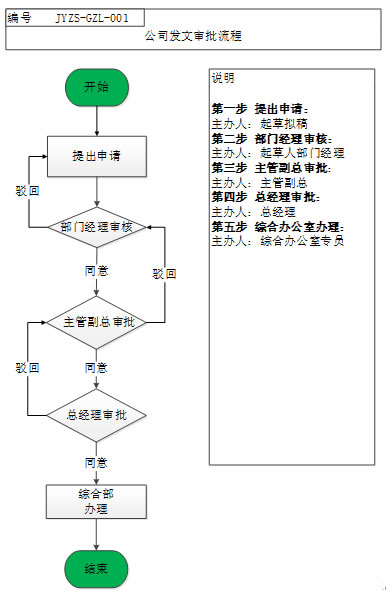 编号 JYZS-GZL-001
公司发文审批流程
开始
提出申请
驳回
部门经理审核
同意
驳回
主管副总审批
驳回
同意
总经理审批
同意
综合部
办理
结束
说明
第一步 提出申请:
主办人: 起草拟稿
第二步 部门经理审核:
主办人: 起草人部门经理
第三步 主管副总审批:
主办人: 主管副总
第四步 总经理审批:
主办人: 总经理
第五步 综合办公室办理:
主办人: 综合办公室专员